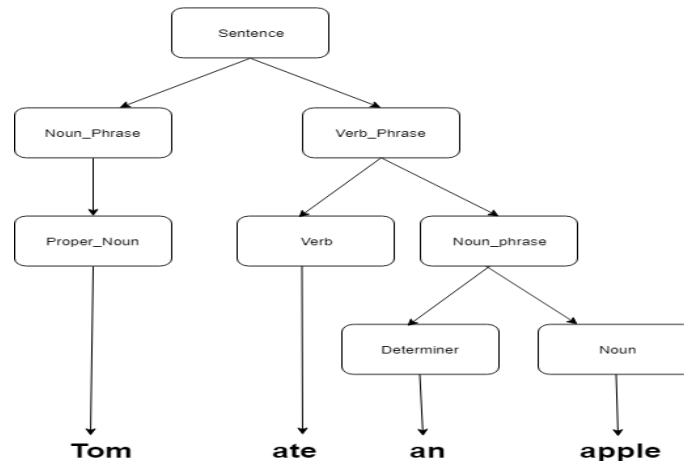 Sentence
Noun_Phrase Verb_Phrase
Proper_Noun Verb Noun_phrase
Determiner Noun
Tom ate an apple